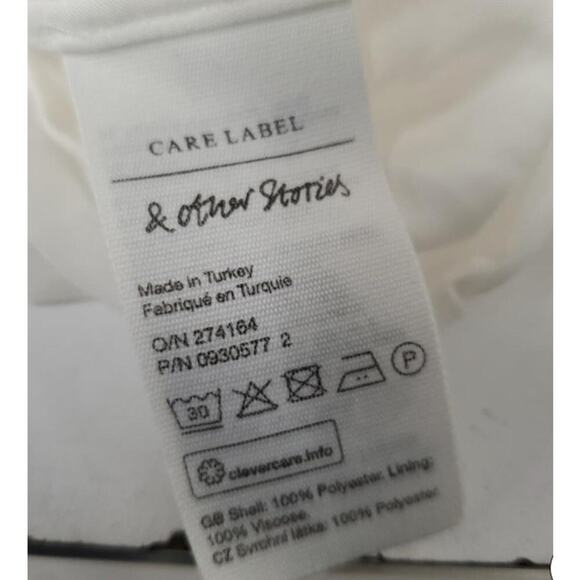 CARE LABEL
& other Stories
Made in Turkey
Fabriqué en Turquie
O/N 274164
P/N 0930577 2
30 P
clevercare.info
GB Shell: 100% Polyester, Lining:
100% Viscose.
CZ Svrchní látka: 100% Polyester,